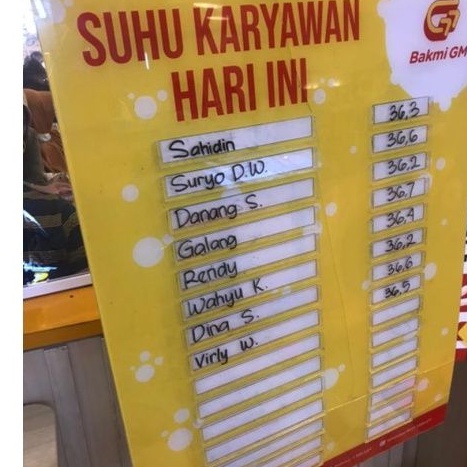 SUHU KARYAWAN
HARI INI
Bakmi GM
Sahidin 36,3
Suryo D.W. 36,6
Danang S. 36,2
Galang 36,7
Rendy 36,4
Wahyu K. 36,2
Dina S. 36,6
Virly W. 36,5